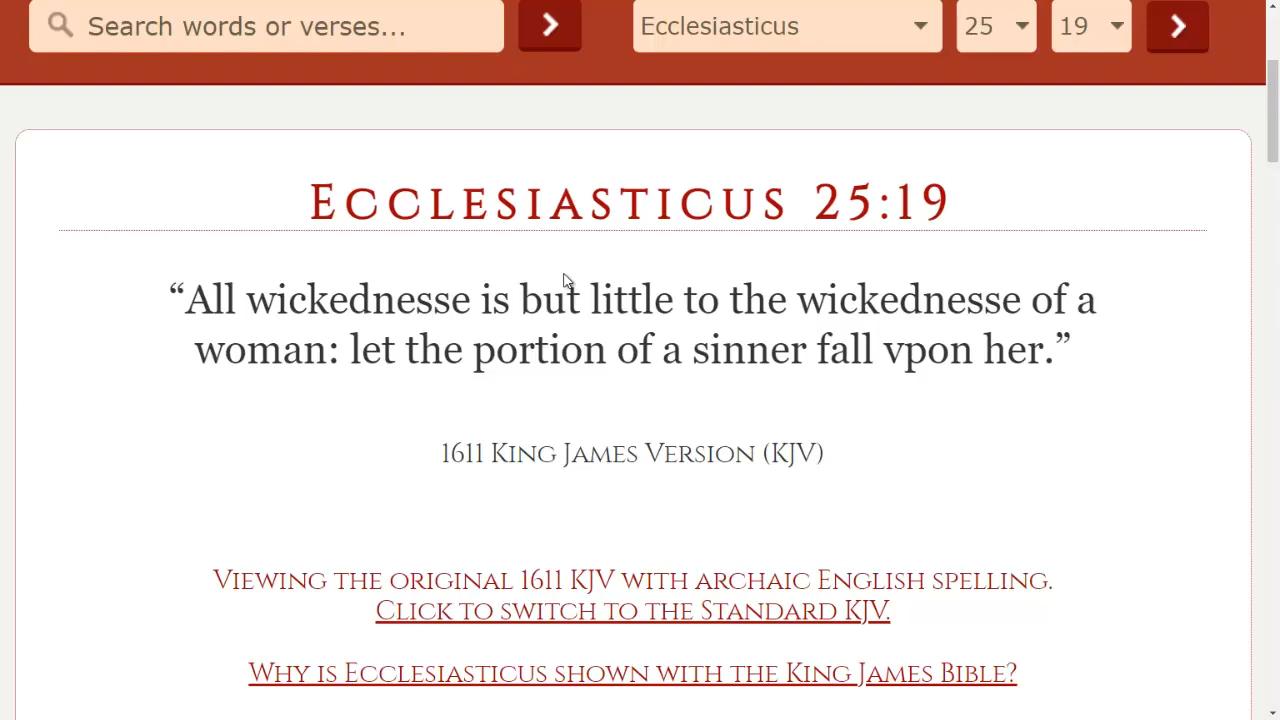 Search words or verses... Ecclesiasticus 25 19
Ecclesiasticus 25:19
“All wickednesse is but little to the wickednesse of a
woman: let the portion of a sinner fall vpon her.”
1611 King James Version (KJV)
Viewing the original 1611 KJV with archaic English spelling.
Click to switch to the Standard KJV.
Why is Ecclesiasticus shown with the King James Bible?